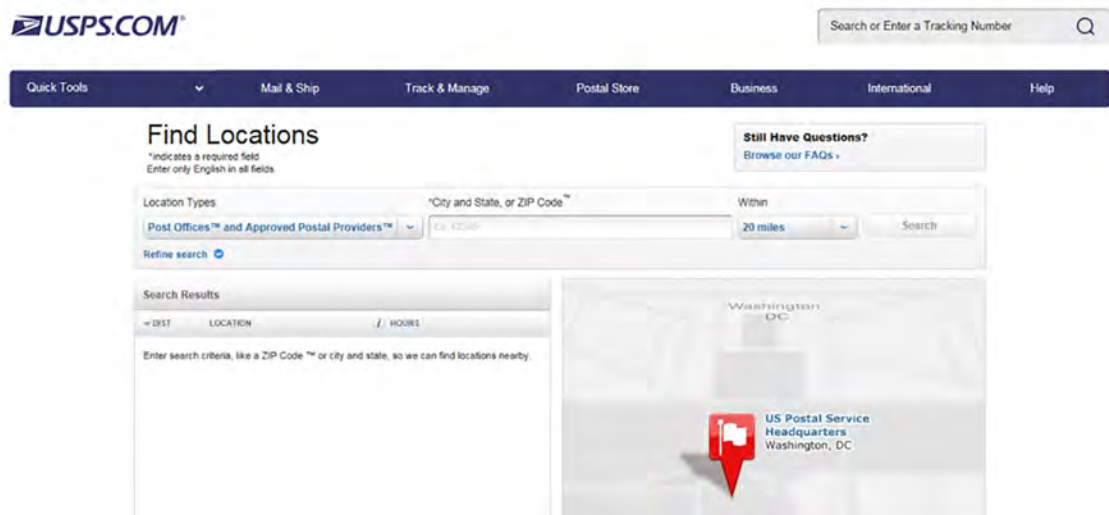 USPS.COM®
Search or Enter a Tracking Number
Quick Tools
Mail & Ship
Track & Manage
Postal Store
Business
International
Help
Find Locations
*indicates a required field
Enter only English in all fields
Still Have Questions?
Browse our FAQs ›
Location Types
*City and State, or ZIP Code™
Within
Post Offices™ and Approved Postal Providers™
20 miles
Search
Refine search
Search Results
DIST
LOCATION
HOURS
Enter search criteria, like a ZIP Code ™ or city and state, so we can find locations nearby.
Washington
DC
US Postal Service
Headquarters
Washington, DC